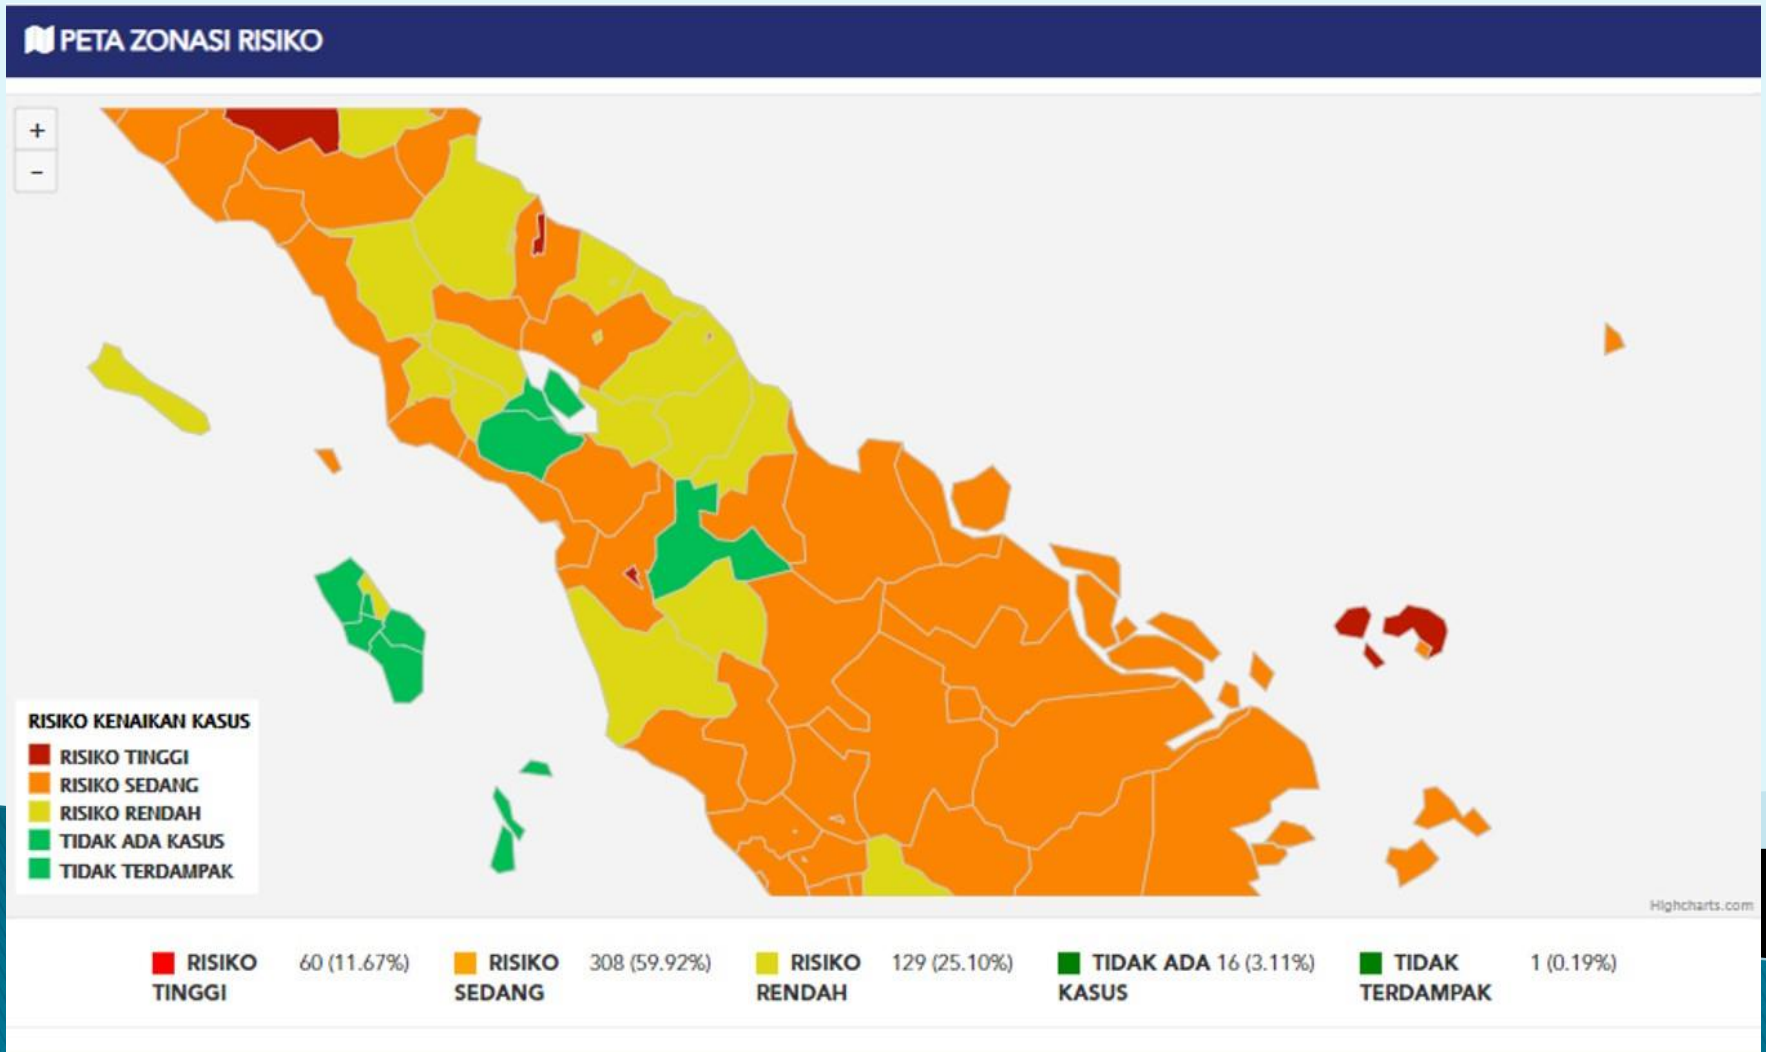 PETA ZONASI RISIKO
+
−
RISIKO KENAIKAN KASUS
RISIKO TINGGI
RISIKO SEDANG
RISIKO RENDAH
TIDAK ADA KASUS
TIDAK TERDAMPAK
Highcharts.com
RISIKO TINGGI 60 (11.67%)
RISIKO SEDANG 308 (59.92%)
RISIKO RENDAH 129 (25.10%)
TIDAK ADA KASUS 16 (3.11%)
TIDAK TERDAMPAK 1 (0.19%)